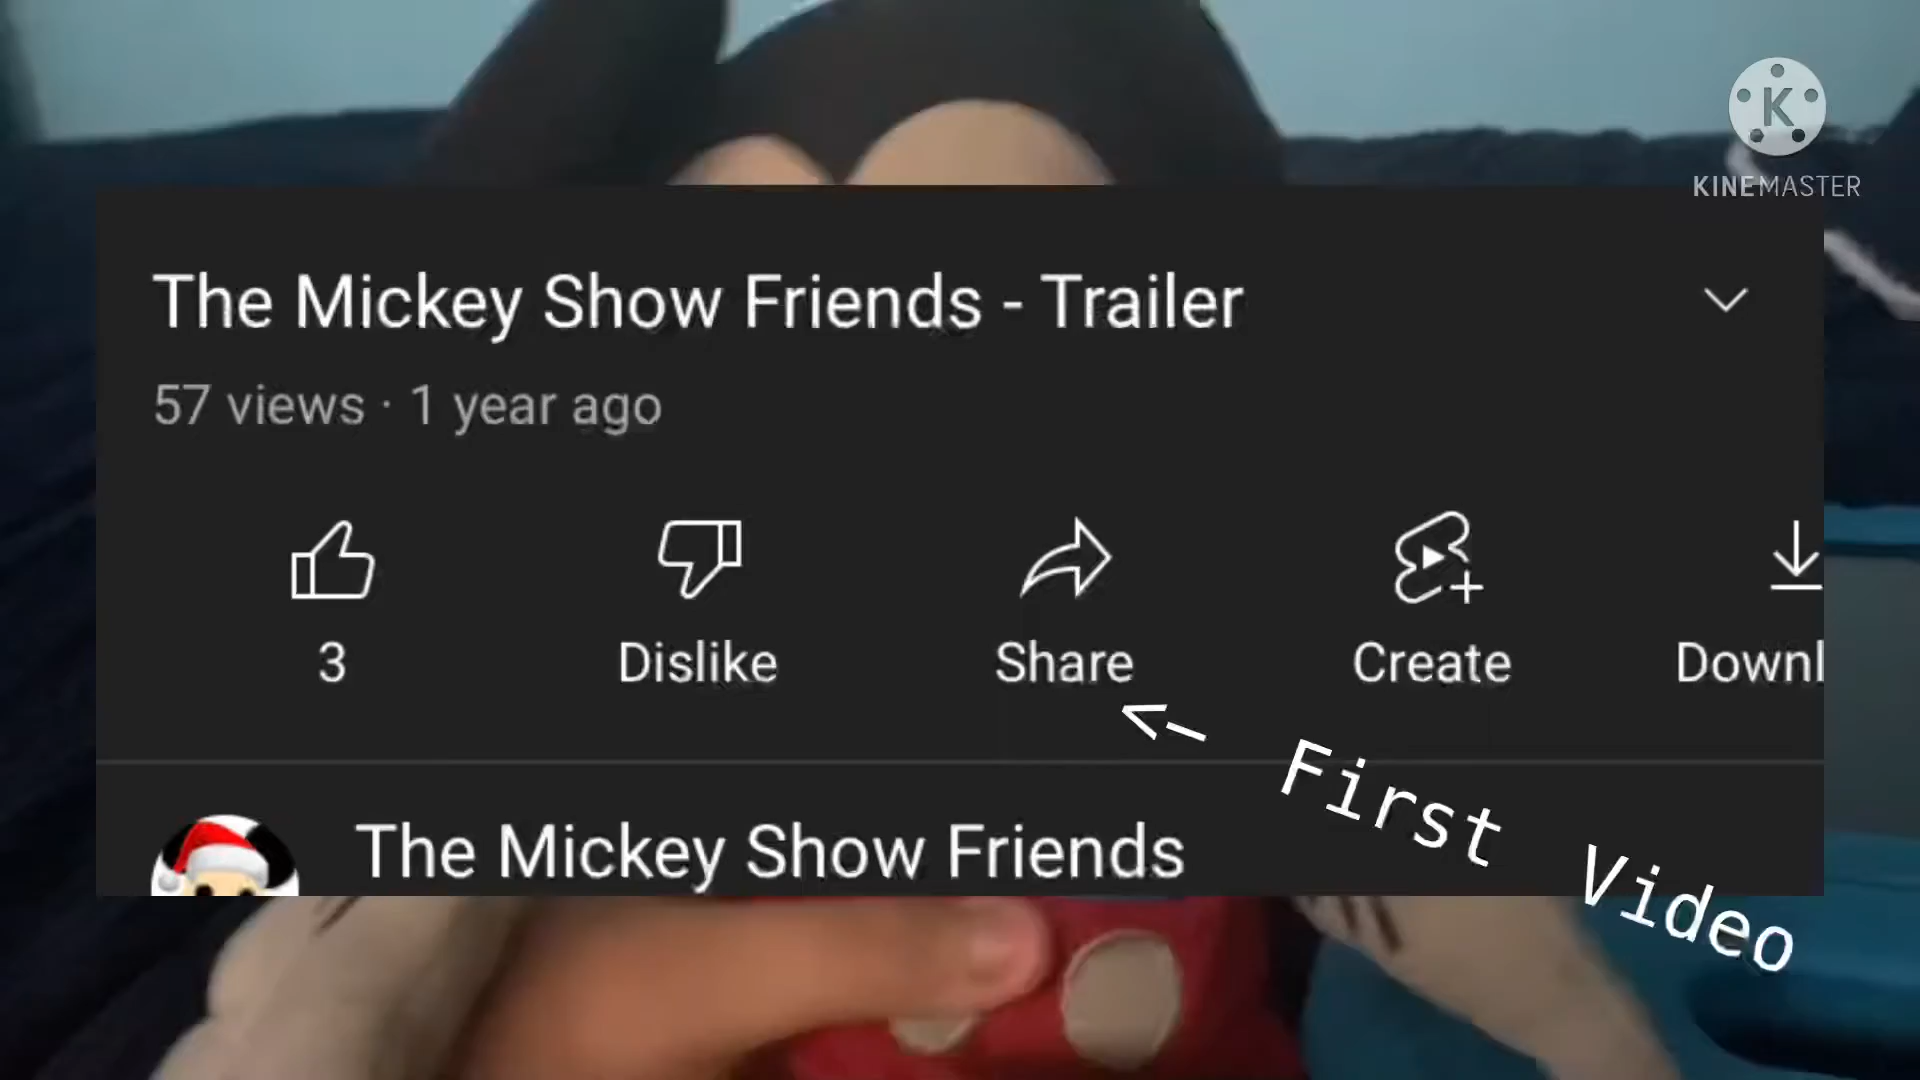 K
KINEMASTER
The Mickey Show Friends - Trailer
57 views · 1 year ago
3
Dislike
Share
Create
Downl
<- First Video
The Mickey Show Friends